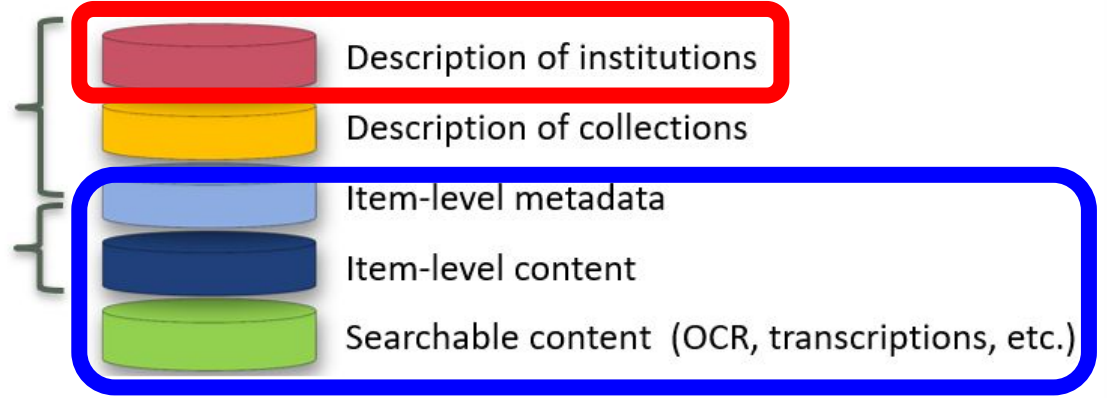 Description of institutions
Description of collections
Item-level metadata
Item-level content
Searchable content  (OCR, transcriptions, etc.)